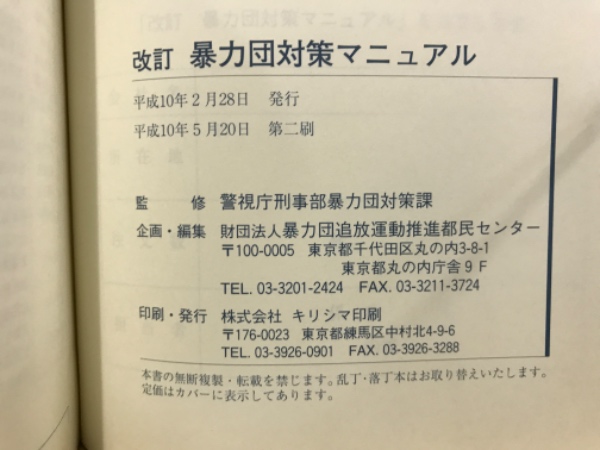 改訂 暴力団対策マニュアル
平成10年2月28日 発行
平成10年5月20日 第二刷
監 修 警視庁刑事部暴力団対策課
企画・編集 財団法人暴力団追放運動推進都民センター
〒100-0005 東京都千代田区丸の内3-8-1
東京都丸の内庁舎9F
TEL. 03-3201-2424 FAX. 03-3211-3724
印刷・発行 株式会社 キリシマ印刷
〒176-0023 東京都練馬区中村北4-9-6
TEL. 03-3926-0901 FAX. 03-3926-3288
本書の無断複製・転載を禁じます。乱丁・落丁本はお取り替えいたします。
定価はカバーに表示してあります。